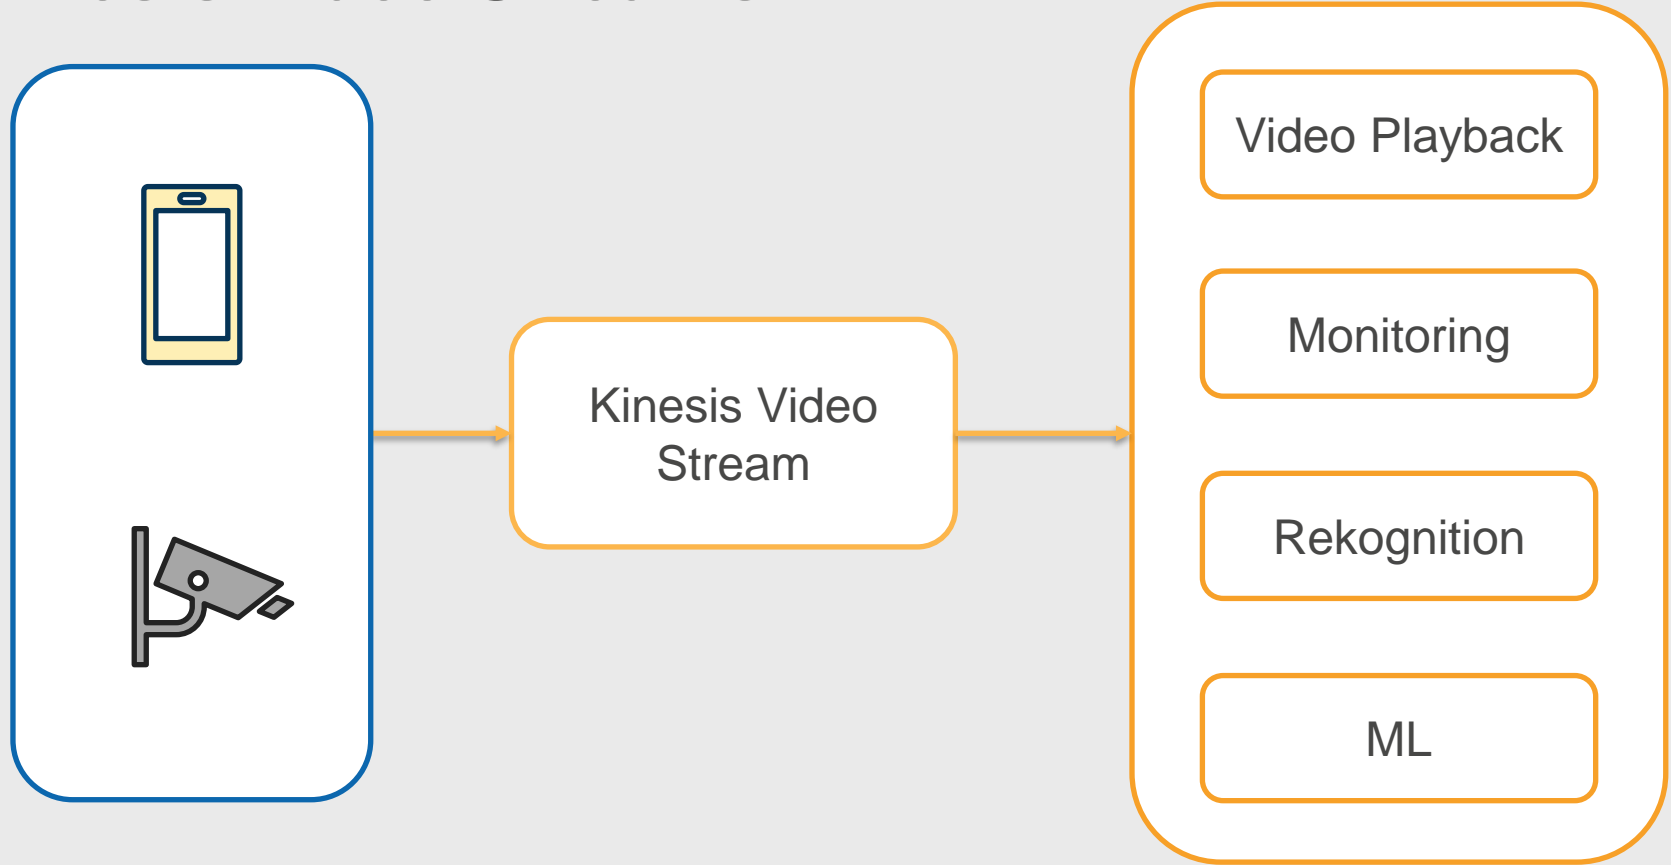 Video Playback
Monitoring
Kinesis Video
Stream
Rekognition
ML